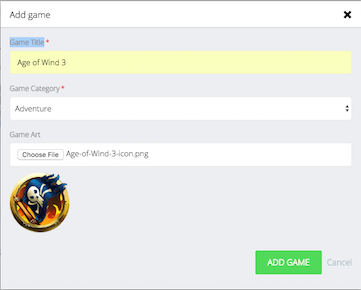 Add game
Game Title *
Age of Wind 3
Game Category *
Adventure
Game Art
Choose File Age-of-Wind-3-icon.png
ADD GAME Cancel